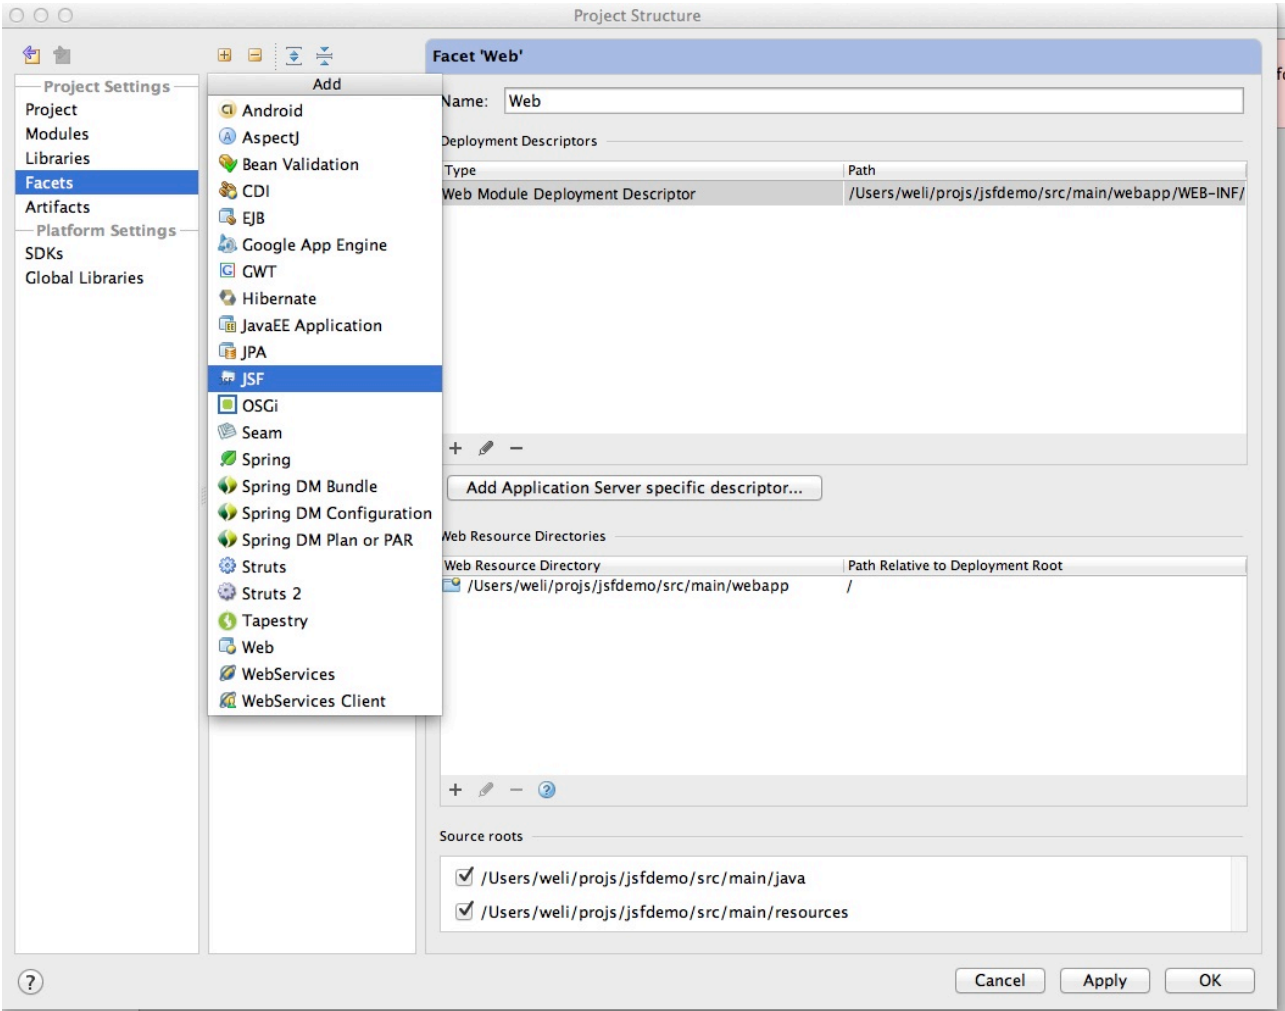 Project Structure
Project Settings
Project
Modules
Libraries
Facets
Artifacts
Platform Settings
SDKs
Global Libraries
Add
Android
AspectJ
Bean Validation
CDI
EJB
Google App Engine
GWT
Hibernate
JavaEE Application
JPA
JSF
OSGi
Seam
Spring
Spring DM Bundle
Spring DM Configuration
Spring DM Plan or PAR
Struts
Struts 2
Tapestry
Web
WebServices
WebServices Client
Facet 'Web'
Name: Web
Deployment Descriptors
Type Path
Web Module Deployment Descriptor /Users/weli/projs/jsfdemo/src/main/webapp/WEB-INF/
Add Application Server specific descriptor...
Web Resource Directories
Web Resource Directory Path Relative to Deployment Root
/Users/weli/projs/jsfdemo/src/main/webapp /
Source roots
/Users/weli/projs/jsfdemo/src/main/java
/Users/weli/projs/jsfdemo/src/main/resources
? Cancel Apply OK